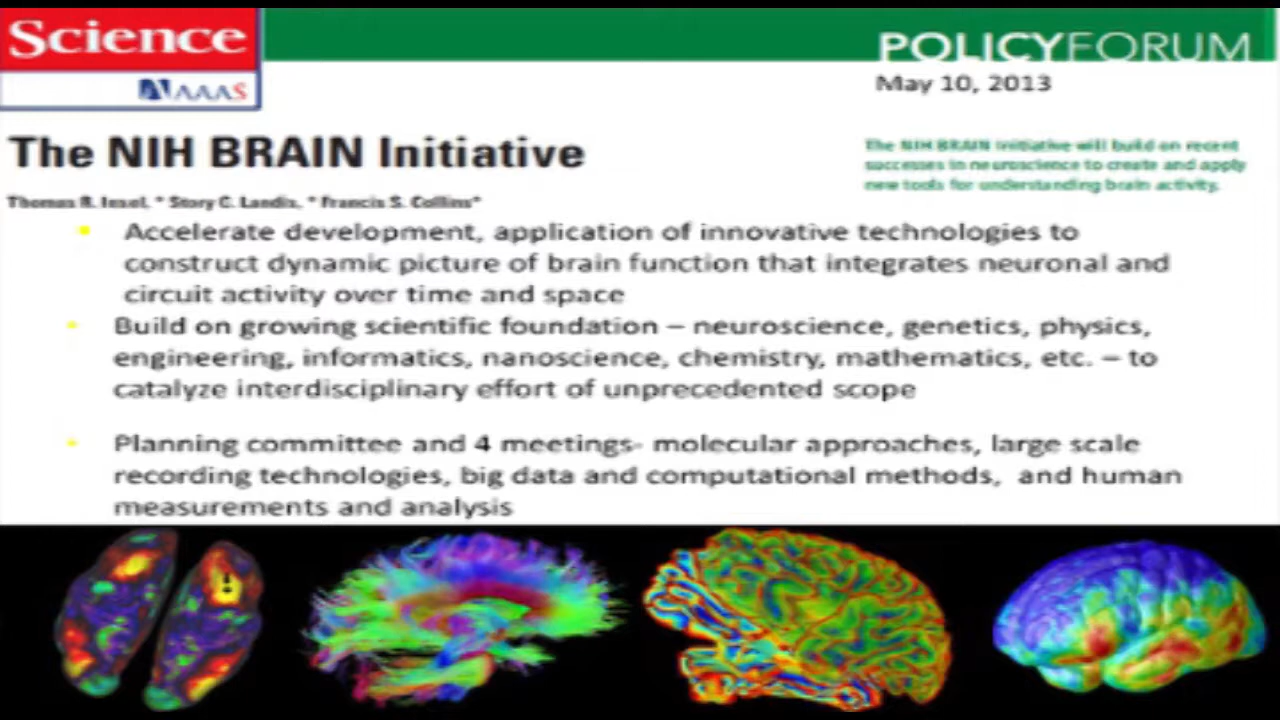 Science
AAAS
POLICYFORUM
May 10, 2013
The NIH BRAIN Initiative
The NIH BRAIN Initiative will build on recent
successes in neuroscience to create and apply
new tools for understanding brain activity.
Thomas R. Insel, * Story C. Landis, * Francis S. Collins*
• Accelerate development, application of innovative technologies to
construct dynamic picture of brain function that integrates neuronal and
circuit activity over time and space
• Build on growing scientific foundation – neuroscience, genetics, physics,
engineering, informatics, nanoscience, chemistry, mathematics, etc. – to
catalyze interdisciplinary effort of unprecedented scope
• Planning committee and 4 meetings- molecular approaches, large scale
recording technologies, big data and computational methods, and human
measurements and analysis